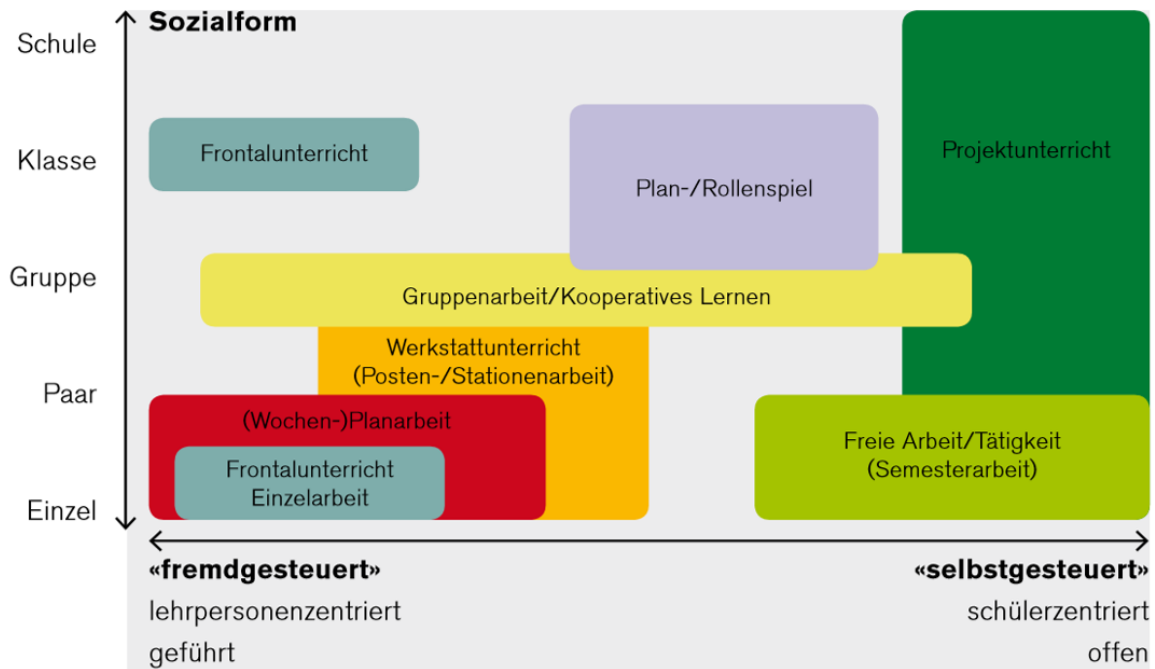 Sozialform
Schule
Klasse
Gruppe
Paar
Einzel
Frontalunterricht
Plan-/Rollenspiel
Projektunterricht
Gruppenarbeit/Kooperatives Lernen
Werkstattunterricht
(Posten-/Stationenarbeit)
(Wochen-)Planarbeit
Frontalunterricht
Einzelarbeit
Freie Arbeit/Tätigkeit
(Semesterarbeit)
«fremdgesteuert»
lehrpersonenzentriert
geführt
«selbstgesteuert»
schülerzentriert
offen